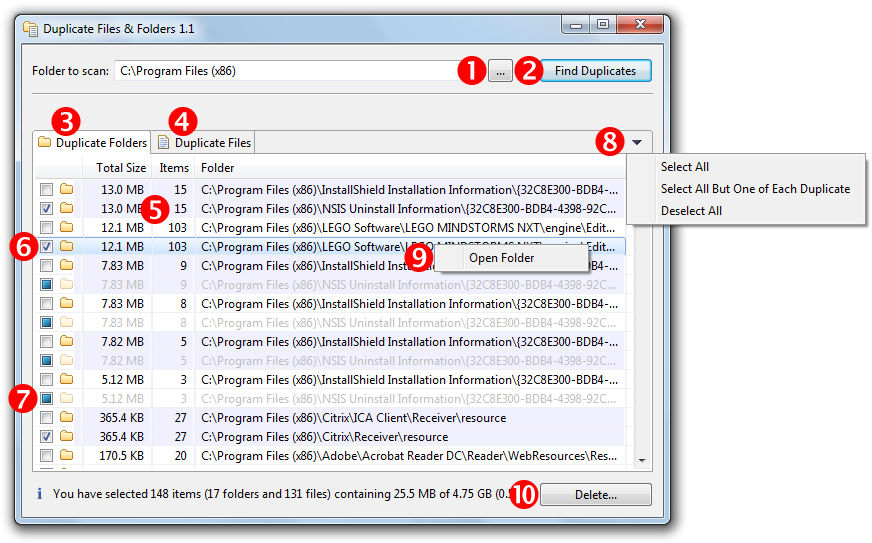 Duplicate Files & Folders 1.1
Folder to scan: C:\Program Files (x86) 1 ... 2 Find Duplicates
3 4
Duplicate Folders Duplicate Files 8
Select All
Select All But One of Each Duplicate
Deselect All
Total Size Items Folder
13.0 MB 15 C:\Program Files (x86)\InstallShield Installation Information\{32C8E300-BDB4-...
13.0 MB 5 15 C:\Program Files (x86)\NSIS Uninstall Information\{32C8E300-BDB4-4398-92C...
12.1 MB 103 C:\Program Files (x86)\LEGO Software\LEGO MINDSTORMS NXT\engine\Edit...
6 12.1 MB 103 C:\Program Files (x86)\LEGO Software\LEGO MINDSTORMS NXT\engine\Edit...
9 Open Folder
7.83 MB 9 C:\Program Files (x86)\InstallShield {32C8E300-BDB4-...
7.83 MB 9 C:\Program Files (x86)\NSIS Uninstall Information\{32C8E300-BDB4-4398-92C...
7.83 MB 8 C:\Program Files (x86)\InstallShield Installation Information\{32C8E300-BDB4-...
7.83 MB 8 C:\Program Files (x86)\NSIS Uninstall Information\{32C8E300-BDB4-4398-92C...
7.82 MB 5 C:\Program Files (x86)\InstallShield Installation Information\{32C8E300-BDB4-...
7.82 MB 5 C:\Program Files (x86)\NSIS Uninstall Information\{32C8E300-BDB4-4398-92C...
5.12 MB 3 C:\Program Files (x86)\InstallShield Installation Information\{32C8E300-BDB4-...
7 5.12 MB 3 C:\Program Files (x86)\NSIS Uninstall Information\{32C8E300-BDB4-4398-92C...
365.4 KB 27 C:\Program Files (x86)\Citrix\ICA Client\Receiver\resource
365.4 KB 27 C:\Program Files (x86)\Citrix\Receiver\resource
170.5 KB 20 C:\Program Files (x86)\Adobe\Acrobat Reader DC\Reader\WebResources\Res...
You have selected 148 items (17 folders and 131 files) containing 25.5 MB of 4.75 GB (0. 10 Delete...